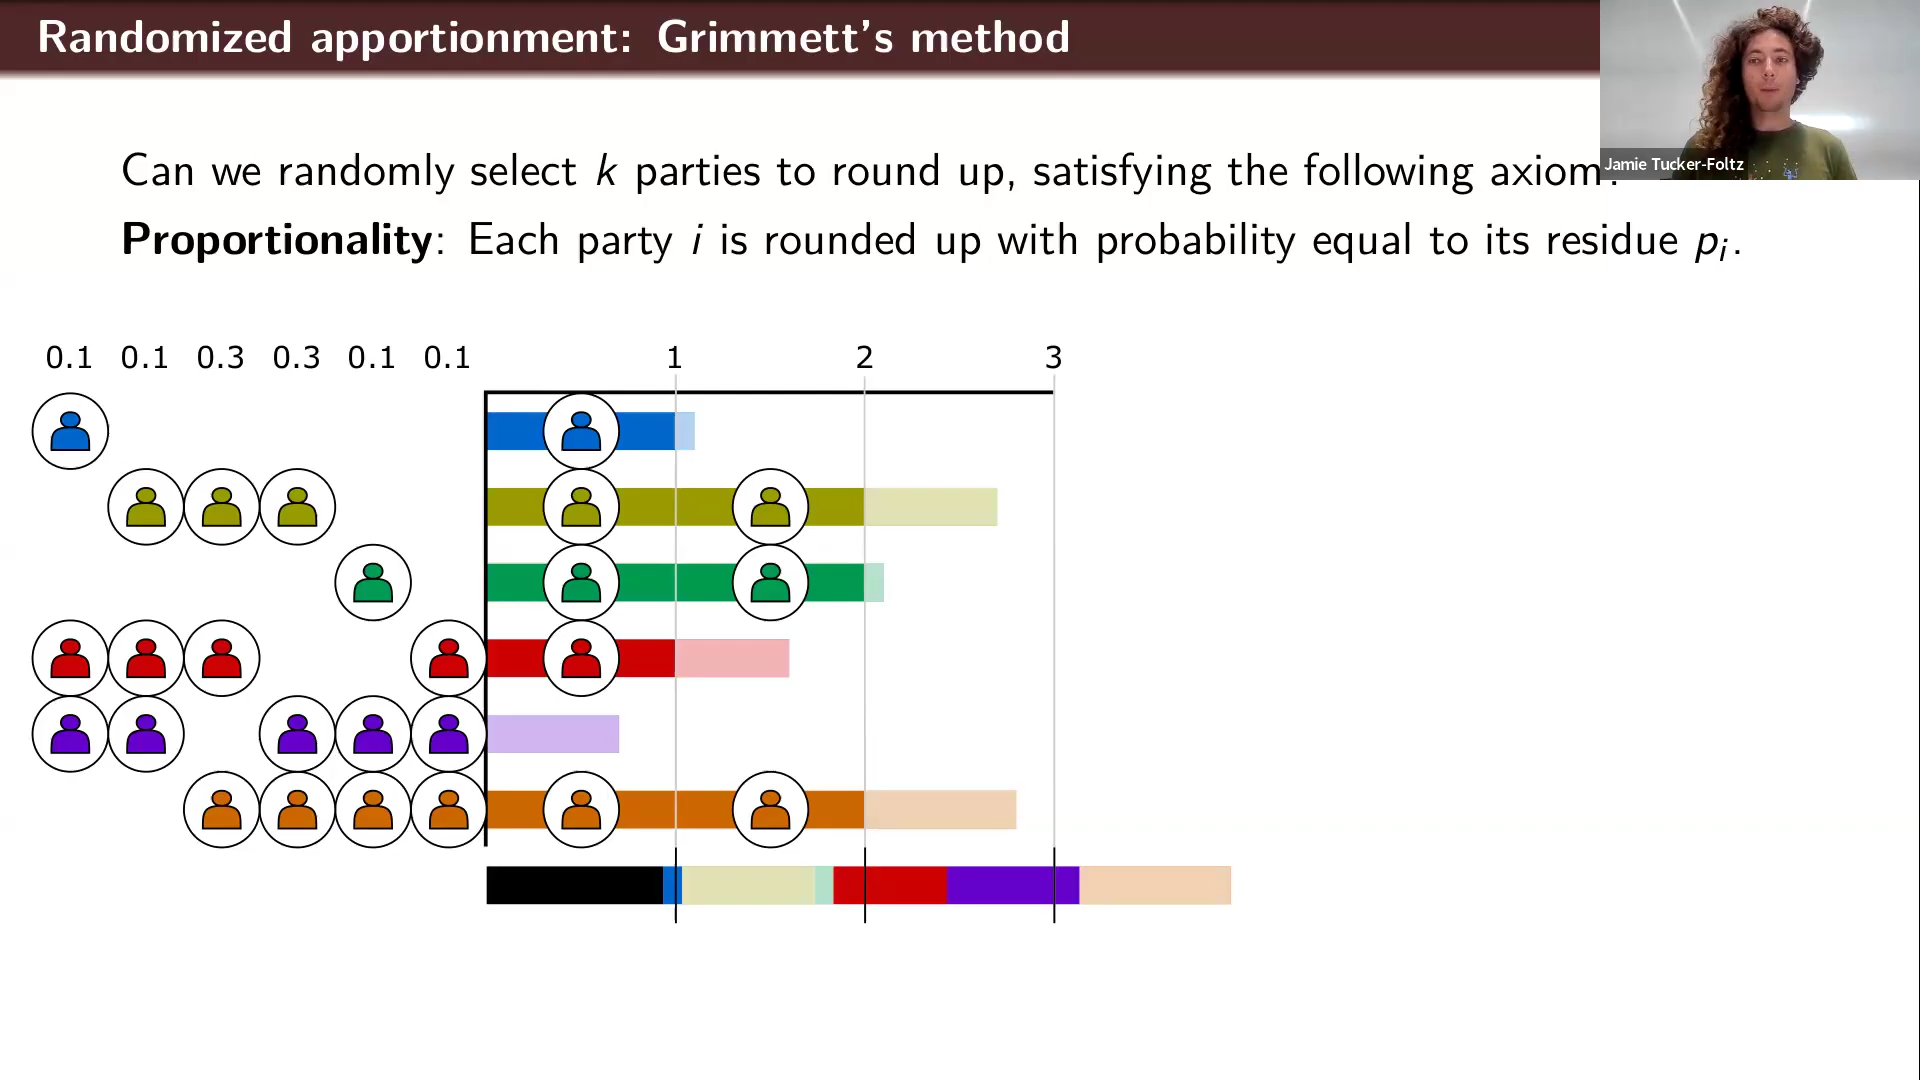 Randomized apportionment: Grimmett's method
Can we randomly select k parties to round up, satisfying the following axiom
Jamie Tucker-Foltz
Proportionality: Each party i is rounded up with probability equal to its residue pᵢ.
0.1 0.1 0.3 0.3 0.1 0.1 1 2 3